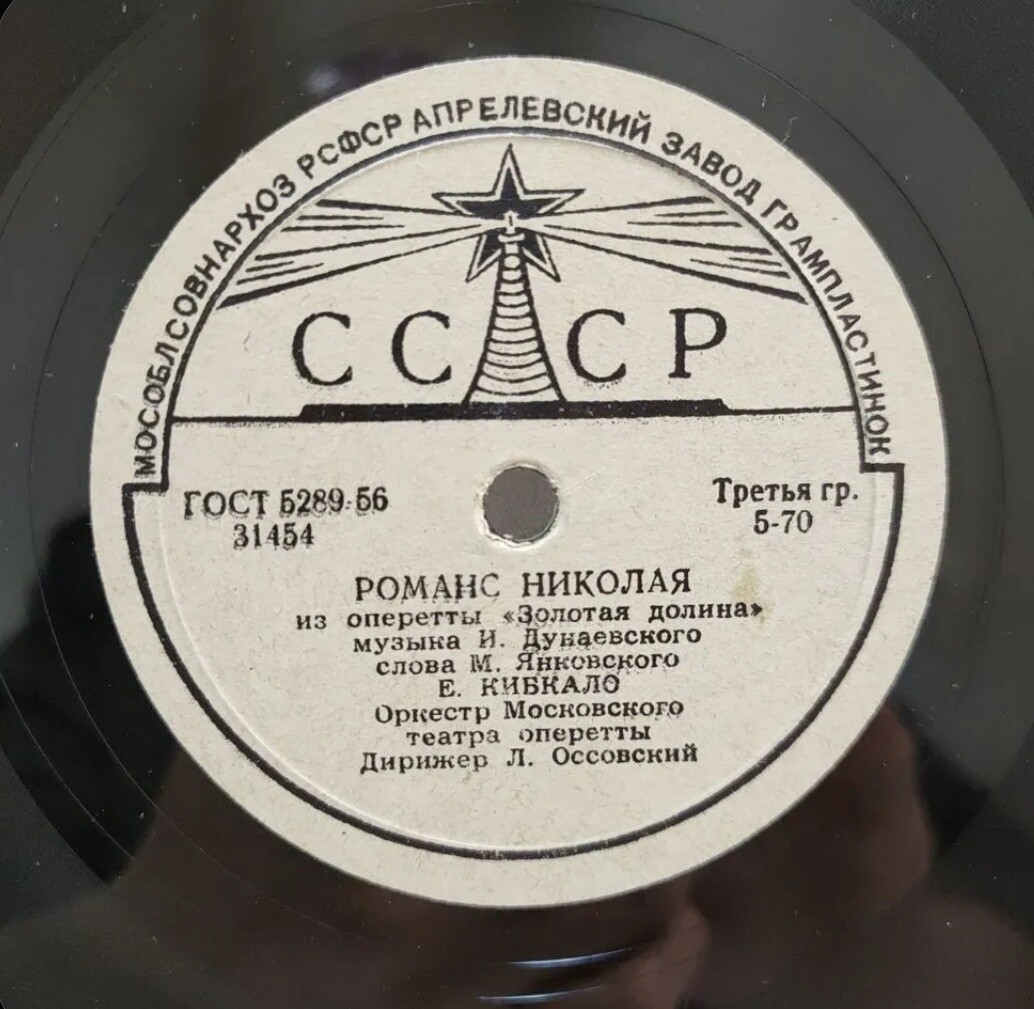 МОСОБЛСОВНАРХОЗ РСФСР АПРЕЛЕВСКИЙ ЗАВОД ГРАМПЛАСТИНОК
СССР
ГОСТ 5289-56
31454
Третья гр.
5-70
РОМАНС НИКОЛАЯ
из оперетты «Золотая долина»
музыка И. Дунаевского
слова М. Янковского
Е. КИБКАЛО
Оркестр Московского
театра оперетты
Дирижер Л. Оссовский